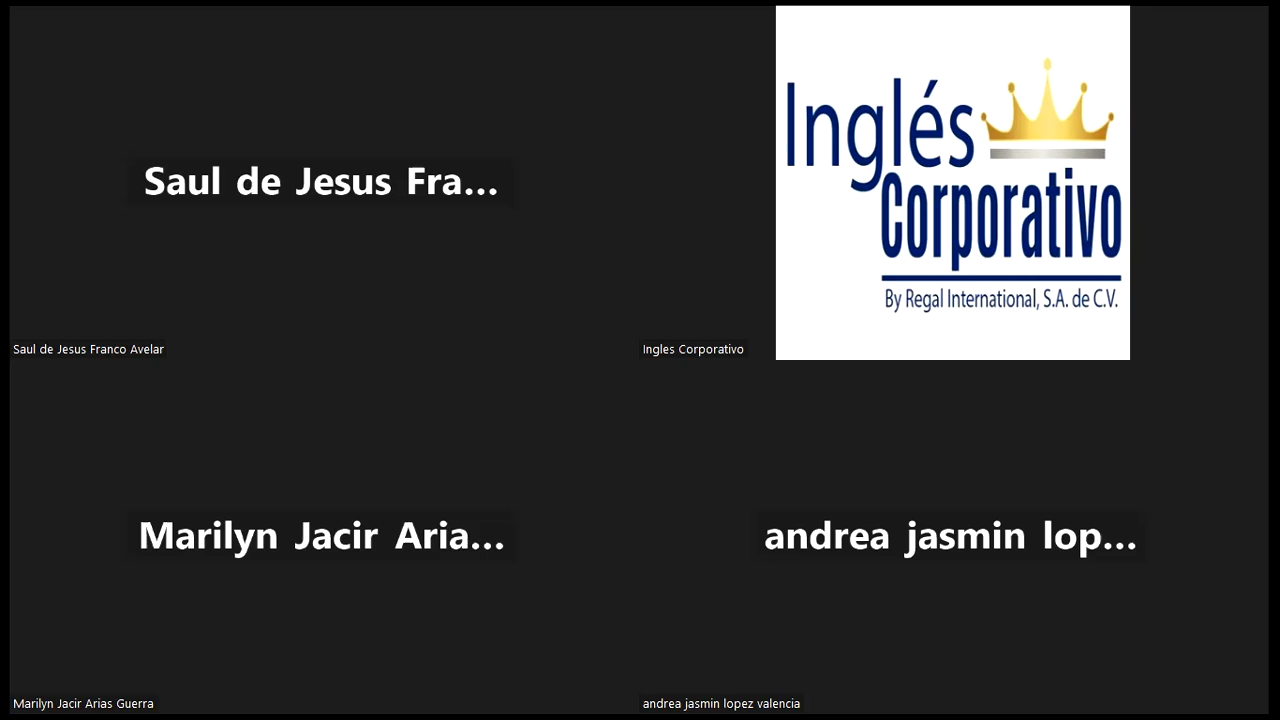 Saul de Jesus Fra...
Saul de Jesus Franco Avelar
Inglés
Corporativo
By Regal International, S.A. de C.V.
Ingles Corporativo
Marilyn Jacir Aria...
Marilyn Jacir Arias Guerra
andrea jasmin lop...
andrea jasmin lopez valencia